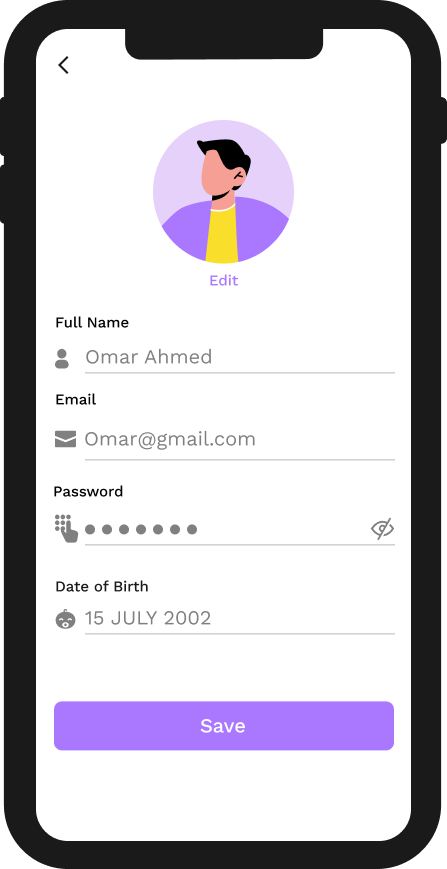 Edit
Full Name
Omar Ahmed
Email
Omar@gmail.com
Password
Date of Birth
15 JULY 2002
Save